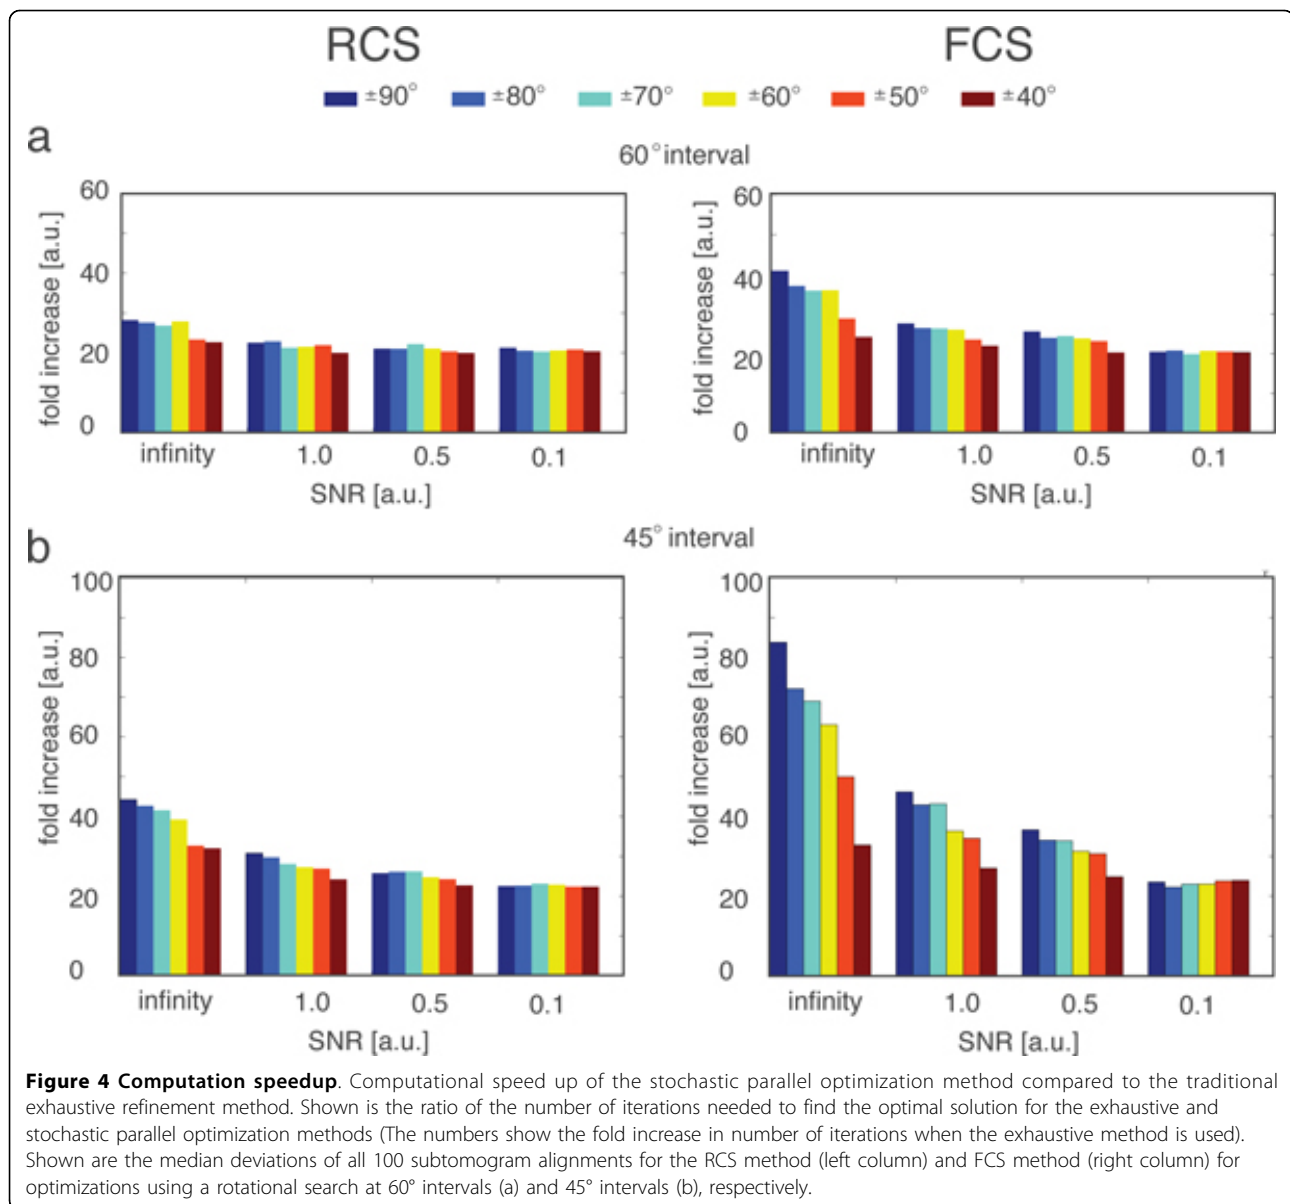 RCS
FCS
±90° ±80° ±70° ±60° ±50° ±40°
a
60° interval
60
40
20
0
fold increase [a.u.]
infinity 1.0 0.5 0.1
SNR [a.u.]
60
40
20
0
fold increase [a.u.]
infinity 1.0 0.5 0.1
SNR [a.u.]
b
45° interval
100
80
60
40
20
0
fold increase [a.u.]
infinity 1.0 0.5 0.1
SNR [a.u.]
100
80
60
40
20
0
fold increase [a.u.]
infinity 1.0 0.5 0.1
SNR [a.u.]
Figure 4 Computation speedup. Computational speed up of the stochastic parallel optimization method compared to the traditional
exhaustive refinement method. Shown is the ratio of the number of iterations needed to find the optimal solution for the exhaustive and
stochastic parallel optimization methods (The numbers show the fold increase in number of iterations when the exhaustive method is used).
Shown are the median deviations of all 100 subtomogram alignments for the RCS method (left column) and FCS method (right column) for
optimizations using a rotational search at 60° intervals (a) and 45° intervals (b), respectively.